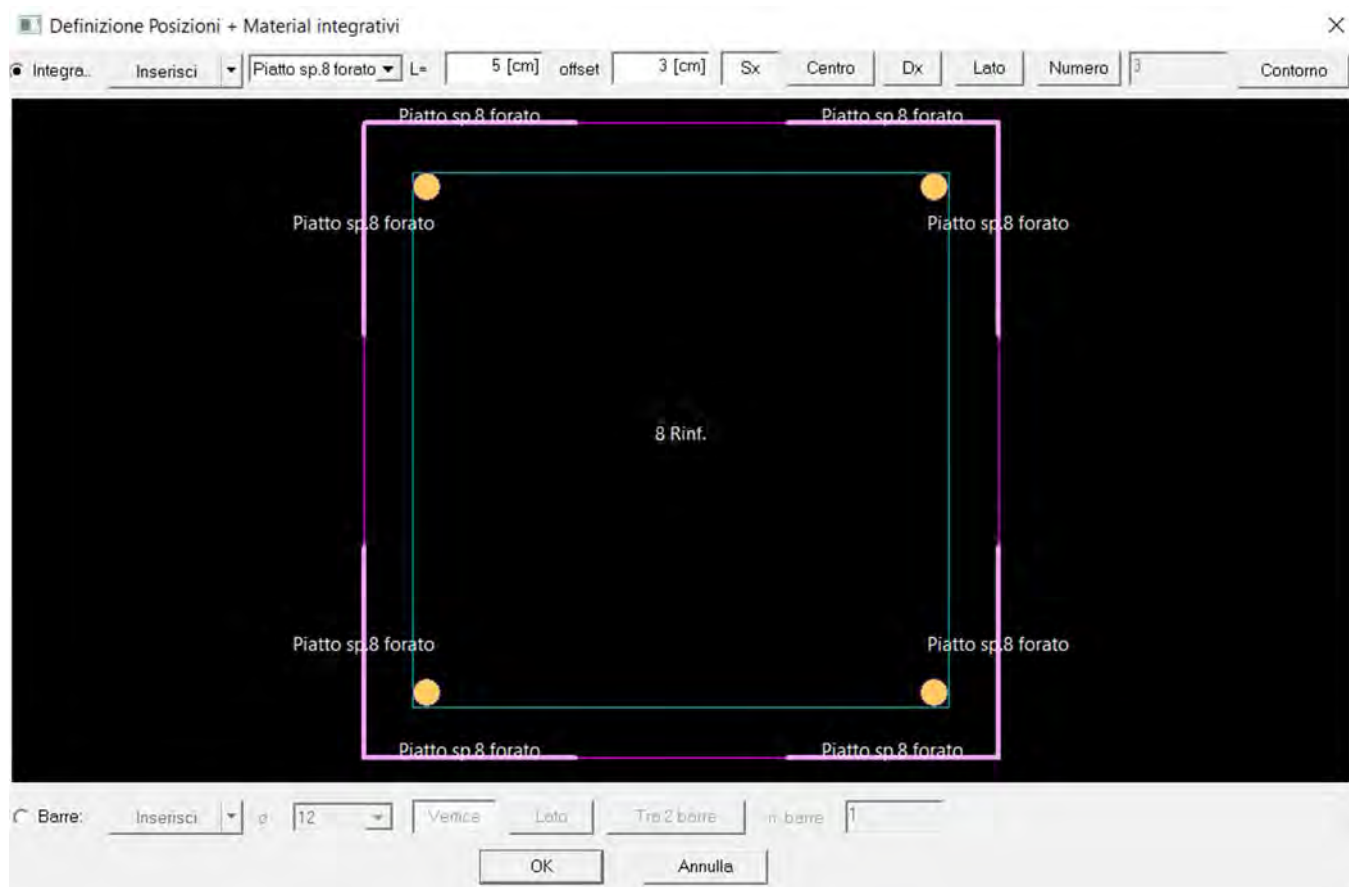 Definizione Posizioni + Material integrativi
Integra.. Inserisci Piatto sp.8 forato L= 5 [cm] offset 3 [cm] Sx Centro Dx Lato Numero 3 Contorno
Piatto sp.8 forato Piatto sp.8 forato
Piatto sp.8 forato Piatto sp.8 forato
8 Rinf.
Piatto sp.8 forato Piatto sp.8 forato
Piatto sp.8 forato Piatto sp.8 forato
Barre: Inserisci ø 12 Vertice Lato Tra 2 barre n. barre 1
OK Annulla